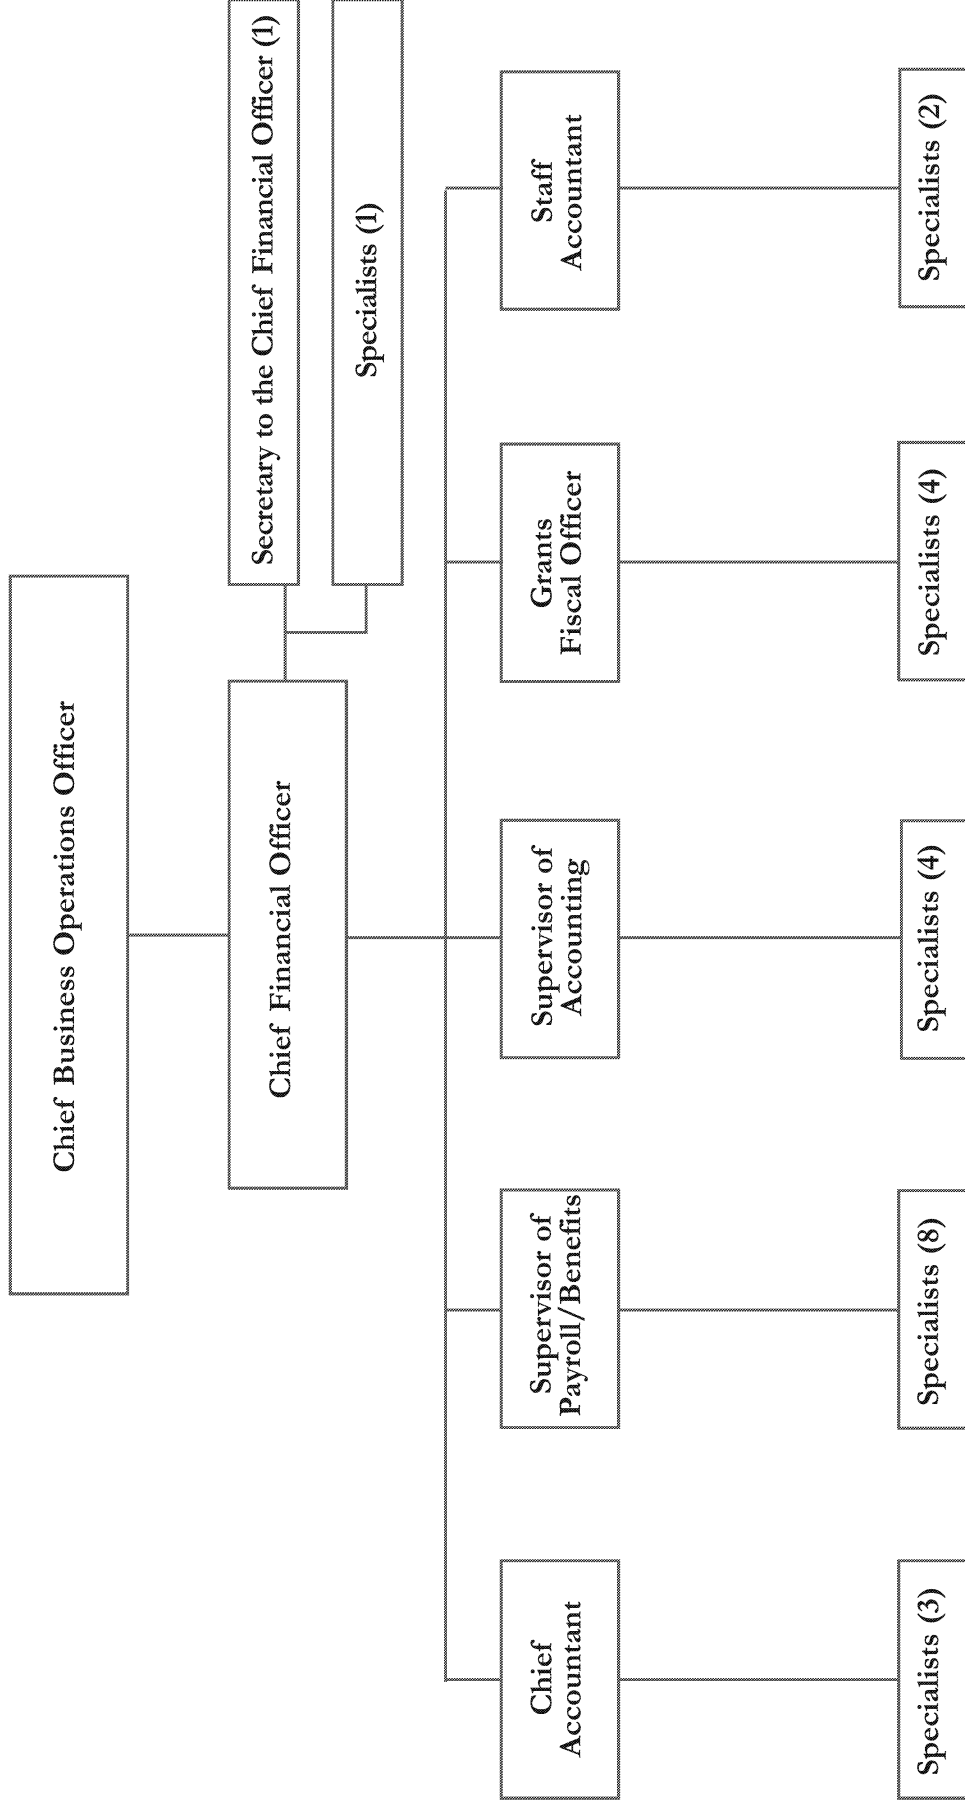 Chief Business Operations Officer
Chief Financial Officer
Secretary to the Chief Financial Officer (1)
Specialists (1)
Chief
Accountant
Supervisor of
Payroll/Benefits
Supervisor of
Accounting
Grants
Fiscal Officer
Staff
Accountant
Specialists (3)
Specialists (8)
Specialists (4)
Specialists (4)
Specialists (2)